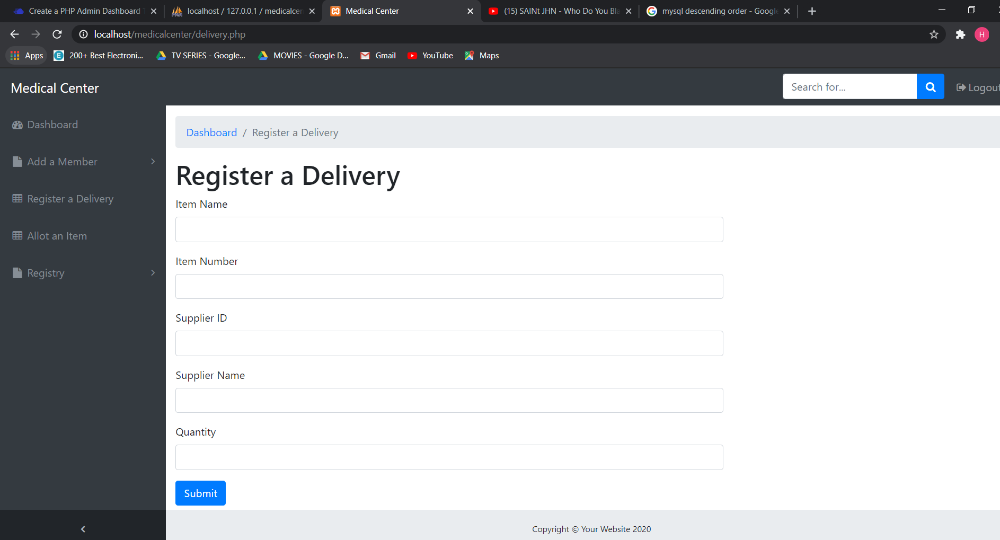 Create a PHP Admin Dashboard
localhost / 127.0.0.1 / medicalcen
Medical Center
(15) SAINt JHN - Who Do You Bla
mysql descending order - Google
localhost/medicalcenter/delivery.php
H
Apps
200+ Best Electroni...
TV SERIES - Google...
MOVIES - Google D...
Gmail
YouTube
Maps
Medical Center
Search for...
Logout
Dashboard
Add a Member
Register a Delivery
Allot an Item
Registry
Dashboard / Register a Delivery
Register a Delivery
Item Name
Item Number
Supplier ID
Supplier Name
Quantity
Submit
Copyright © Your Website 2020